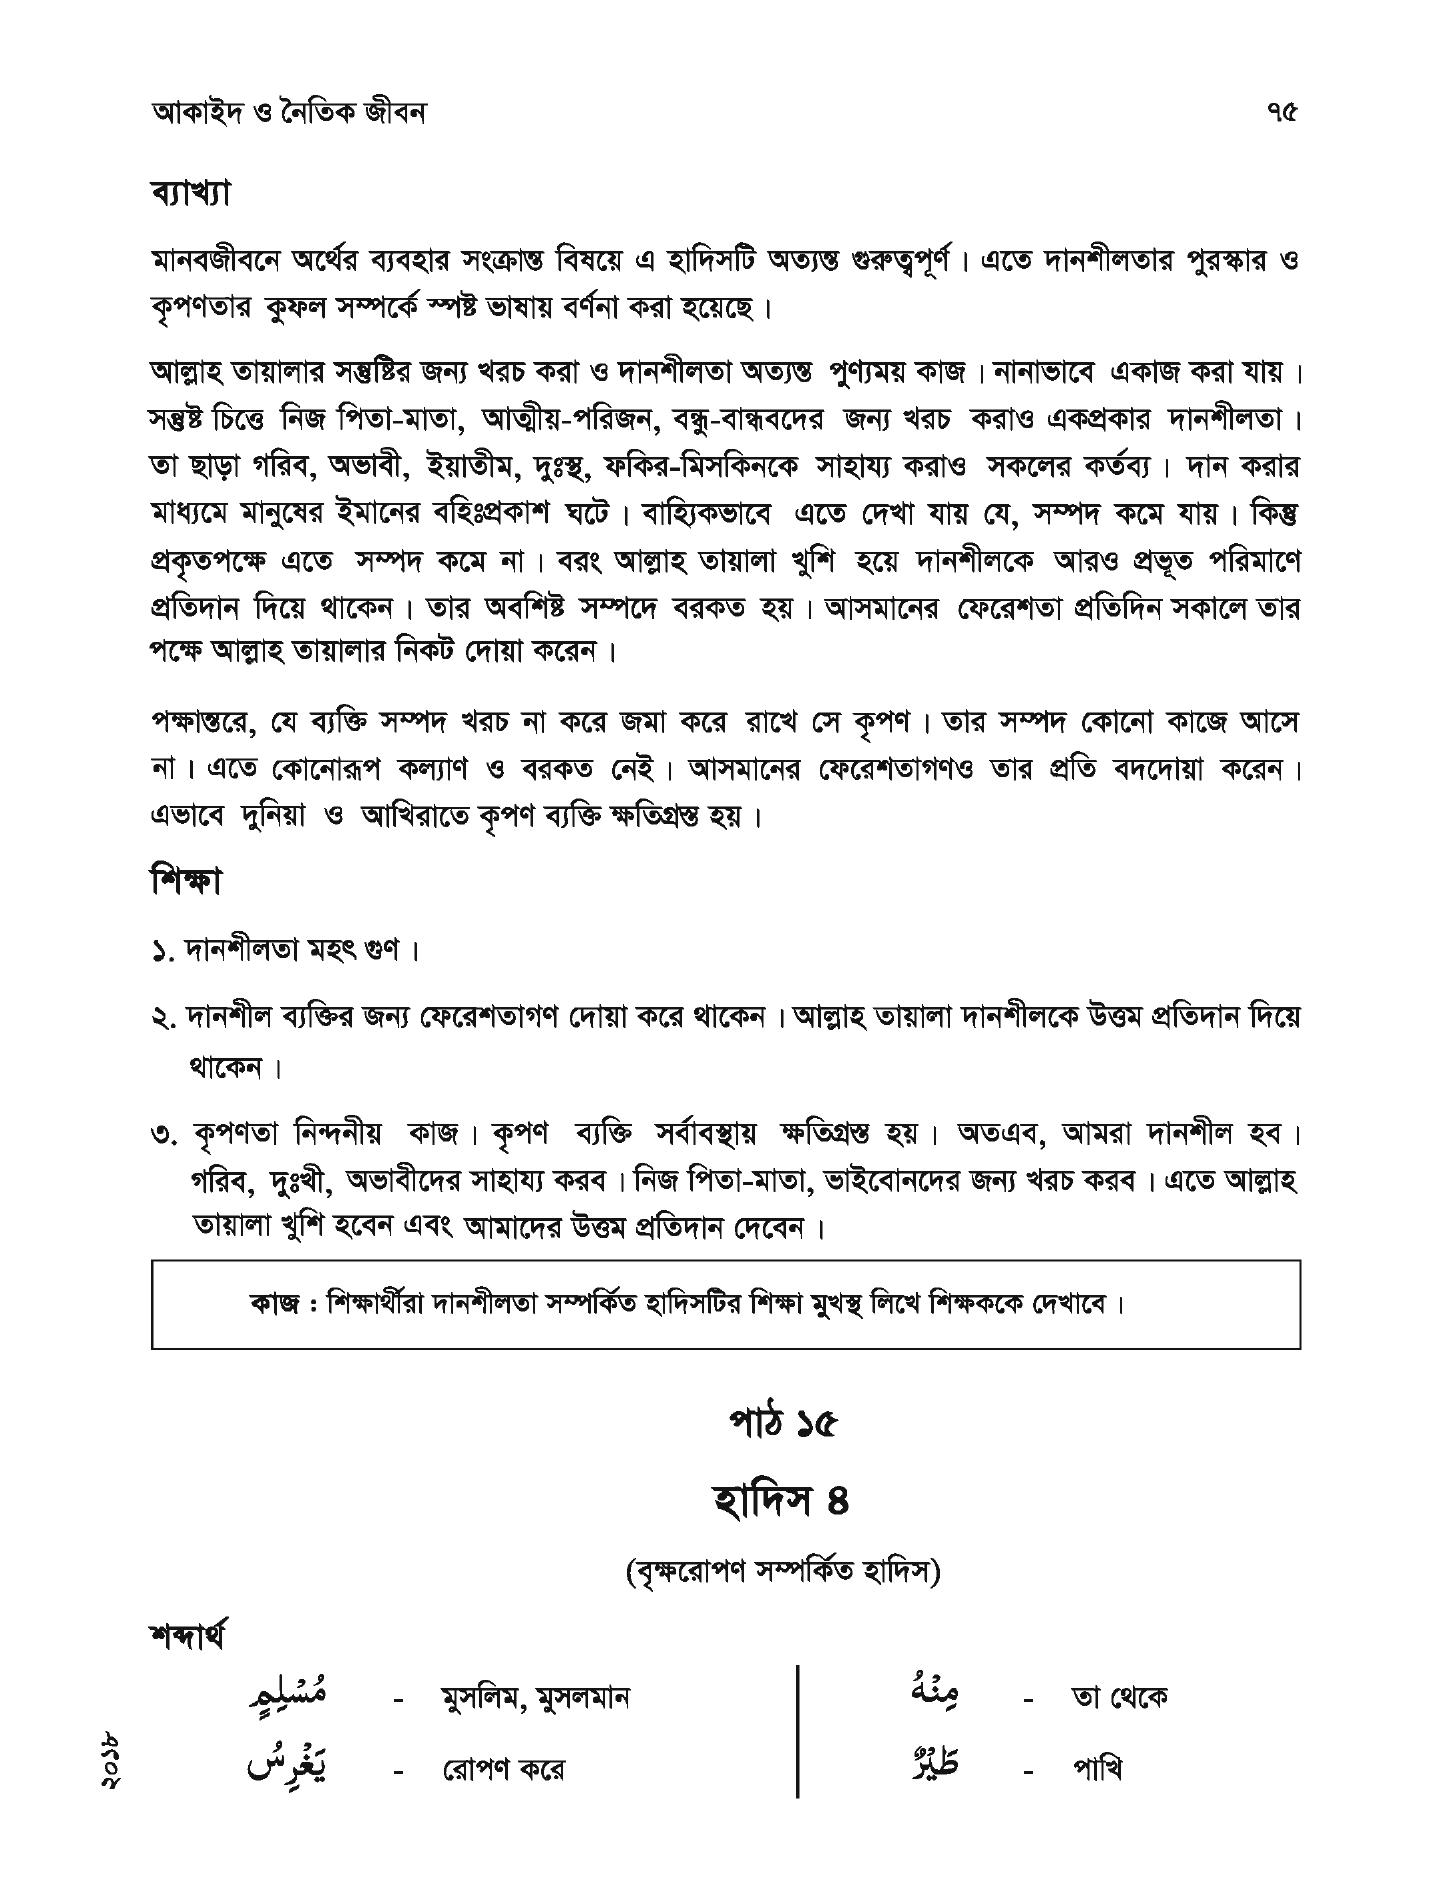 আকাইদ ও নৈতিক জীবন ৭৫
ব্যাখ্যা
মানবজীবনে অর্থের ব্যবহার সংক্রান্ত বিষয়ে এ হাদিসটি অত্যন্ত গুরুত্বপূর্ণ। এতে দানশীলতার পুরস্কার ও
কৃপণতার কুফল সম্পর্কে স্পষ্ট ভাষায় বর্ণনা করা হয়েছে।
আল্লাহ তায়ালার সন্তুষ্টির জন্য খরচ করা ও দানশীলতা অত্যন্ত পুণ্যময় কাজ। নানাভাবে একাজ করা যায়।
সন্তুষ্ট চিত্তে নিজ পিতা-মাতা, আত্মীয়-পরিজন, বন্ধু-বান্ধবদের জন্য খরচ করাও একপ্রকার দানশীলতা।
তা ছাড়া গরিব, অভাবী, ইয়াতীম, দুঃস্থ, ফকির-মিসকিনকে সাহায্য করাও সকলের কর্তব্য। দান করার
মাধ্যমে মানুষের ইমানের বহিঃপ্রকাশ ঘটে। বাহ্যিকভাবে এতে দেখা যায় যে, সম্পদ কমে যায়। কিন্তু
প্রকৃতপক্ষে এতে সম্পদ কমে না। বরং আল্লাহ তায়ালা খুশি হয়ে দানশীলকে আরও প্রভূত পরিমাণে
প্রতিদান দিয়ে থাকেন। তার অবশিষ্ট সম্পদে বরকত হয়। আসমানের ফেরেশতা প্রতিদিন সকালে তার
পক্ষে আল্লাহ তায়ালার নিকট দোয়া করেন।
পক্ষান্তরে, যে ব্যক্তি সম্পদ খরচ না করে জমা করে রাখে সে কৃপণ। তার সম্পদ কোনো কাজে আসে
না। এতে কোনোরূপ কল্যাণ ও বরকত নেই। আসমানের ফেরেশতাগণও তার প্রতি বদদোয়া করেন।
এভাবে দুনিয়া ও আখিরাতে কৃপণ ব্যক্তি ক্ষতিগ্রস্ত হয়।
শিক্ষা
১. দানশীলতা মহৎ গুণ।
২. দানশীল ব্যক্তির জন্য ফেরেশতাগণ দোয়া করে থাকেন। আল্লাহ তায়ালা দানশীলকে উত্তম প্রতিদান দিয়ে
থাকেন।
৩. কৃপণতা নিন্দনীয় কাজ। কৃপণ ব্যক্তি সর্বাবস্থায় ক্ষতিগ্রস্ত হয়। অতএব, আমরা দানশীল হব।
গরিব, দুঃখী, অভাবীদের সাহায্য করব। নিজ পিতা-মাতা, ভাইবোনদের জন্য খরচ করব। এতে আল্লাহ
তায়ালা খুশি হবেন এবং আমাদের উত্তম প্রতিদান দেবেন।
কাজ : শিক্ষার্থীরা দানশীলতা সম্পর্কিত হাদিসটির শিক্ষা মুখস্থ লিখে শিক্ষককে দেখাবে।
পাঠ ১৫
হাদিস ৪
(বৃক্ষরোপণ সম্পর্কিত হাদিস)
শব্দার্থ
مُسْلِمٍ - মুসলিম, মুসলমান مِنْهُ - তা থেকে
يَغْرِسُ - রোপণ করে طَيْرٌ - পাখি
২০১৮